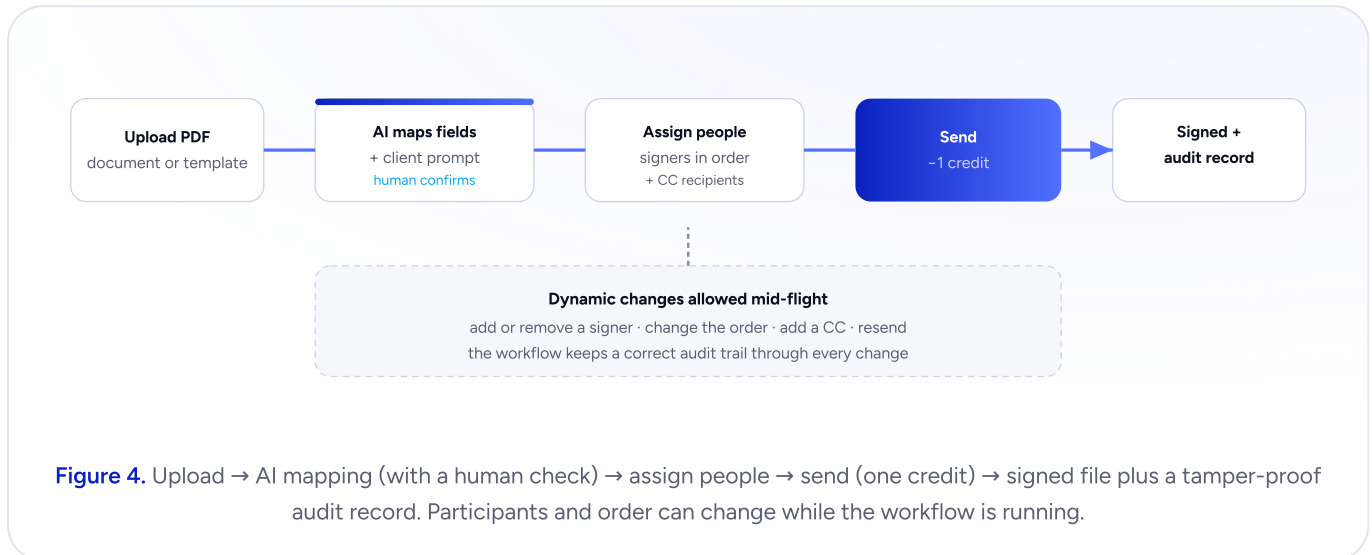 Upload PDF
document or template
AI maps fields
+ client prompt
human confirms
Assign people
signers in order
+ CC recipients
Send
−1 credit
Signed +
audit record
Dynamic changes allowed mid-flight
add or remove a signer · change the order · add a CC · resend
the workflow keeps a correct audit trail through every change
Figure 4. Upload → AI mapping (with a human check) → assign people → send (one credit) → signed file plus a tamper-proof
audit record. Participants and order can change while the workflow is running.